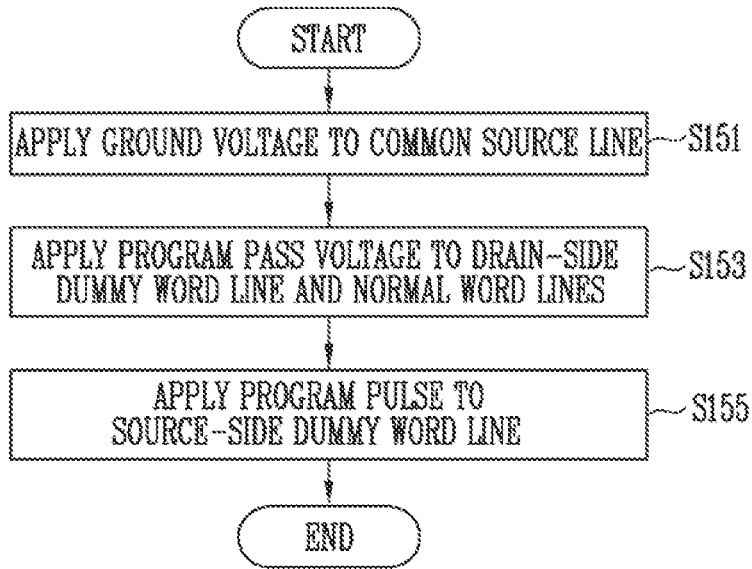 START
APPLY GROUND VOLTAGE TO COMMON SOURCE LINE
S151
APPLY PROGRAM PASS VOLTAGE TO DRAIN-SIDE
DUMMY WORD LINE AND NORMAL WORD LINES
S153
APPLY PROGRAM PULSE TO
SOURCE-SIDE DUMMY WORD LINE
S155
END